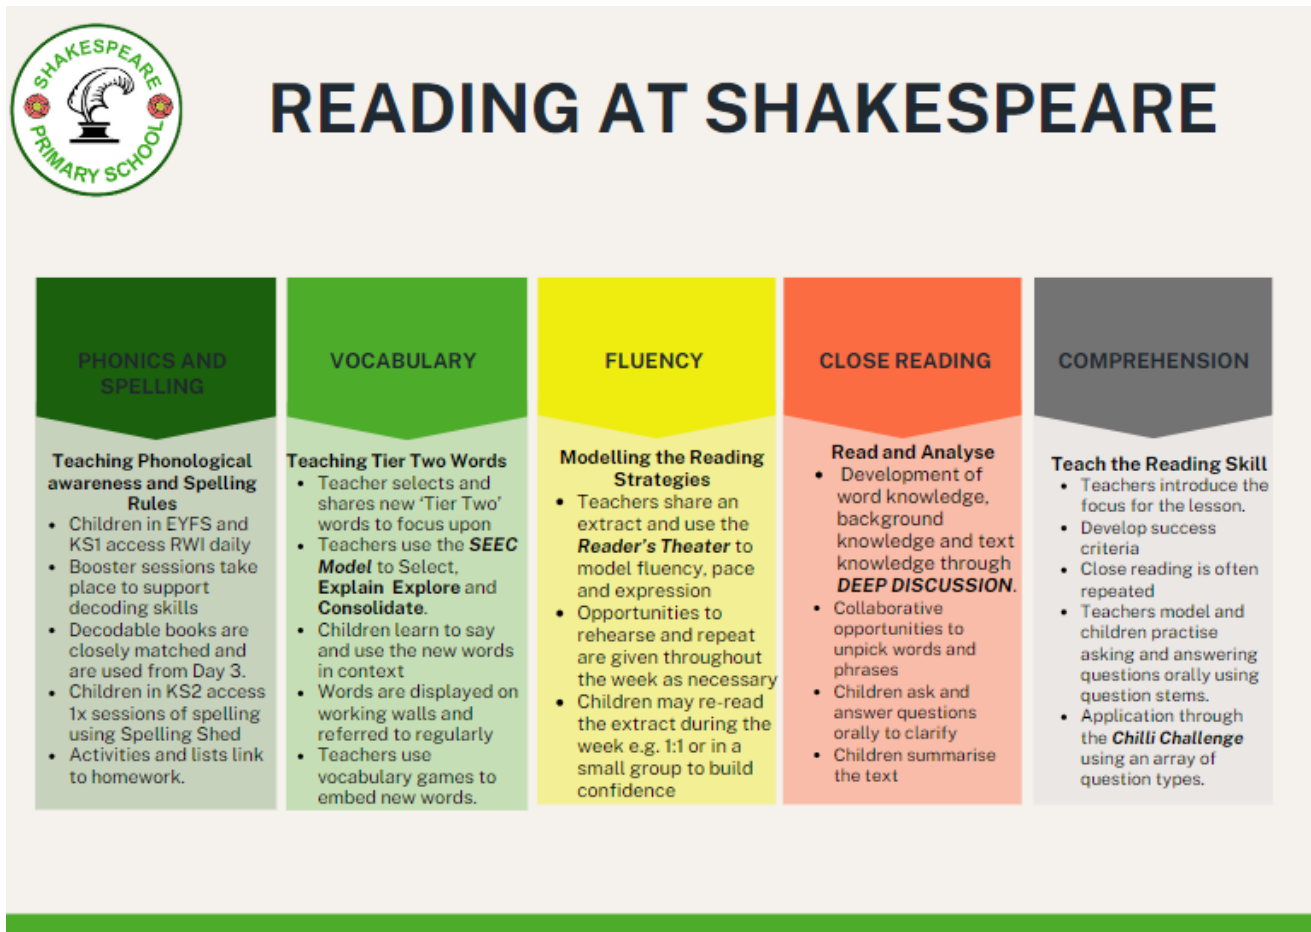 SHAKESPEARE
PRIMARY SCHOOL
READING AT SHAKESPEARE
PHONICS AND
SPELLING
Teaching Phonological
awareness and Spelling
Rules
• Children in EYFS and
KS1 access RWI daily
• Booster sessions take
place to support
decoding skills
• Decodable books are
closely matched and
are used from Day 3.
• Children in KS2 access
1x sessions of spelling
using Spelling Shed
• Activities and lists link
to homework.
VOCABULARY
Teaching Tier Two Words
• Teacher selects and
shares new ‘Tier Two’
words to focus upon
• Teachers use the SEEC
Model to Select,
Explain Explore and
Consolidate.
• Children learn to say
and use the new words
in context
• Words are displayed on
working walls and
referred to regularly
• Teachers use
vocabulary games to
embed new words.
FLUENCY
Modelling the Reading
Strategies
• Teachers share an
extract and use the
Reader's Theater to
model fluency, pace
and expression
• Opportunities to
rehearse and repeat
are given throughout
the week as necessary
• Children may re-read
the extract during the
week e.g. 1:1 or in a
small group to build
confidence
CLOSE READING
Read and Analyse
• Development of
word knowledge,
background
knowledge and text
knowledge through
DEEP DISCUSSION.
• Collaborative
opportunities to
unpick words and
phrases
• Children ask and
answer questions
orally to clarify
• Children summarise
the text
COMPREHENSION
Teach the Reading Skill
• Teachers introduce the
focus for the lesson.
• Develop success
criteria
• Close reading is often
repeated
• Teachers model and
children practise
asking and answering
questions orally using
question stems.
• Application through
the Chilli Challenge
using an array of
question types.